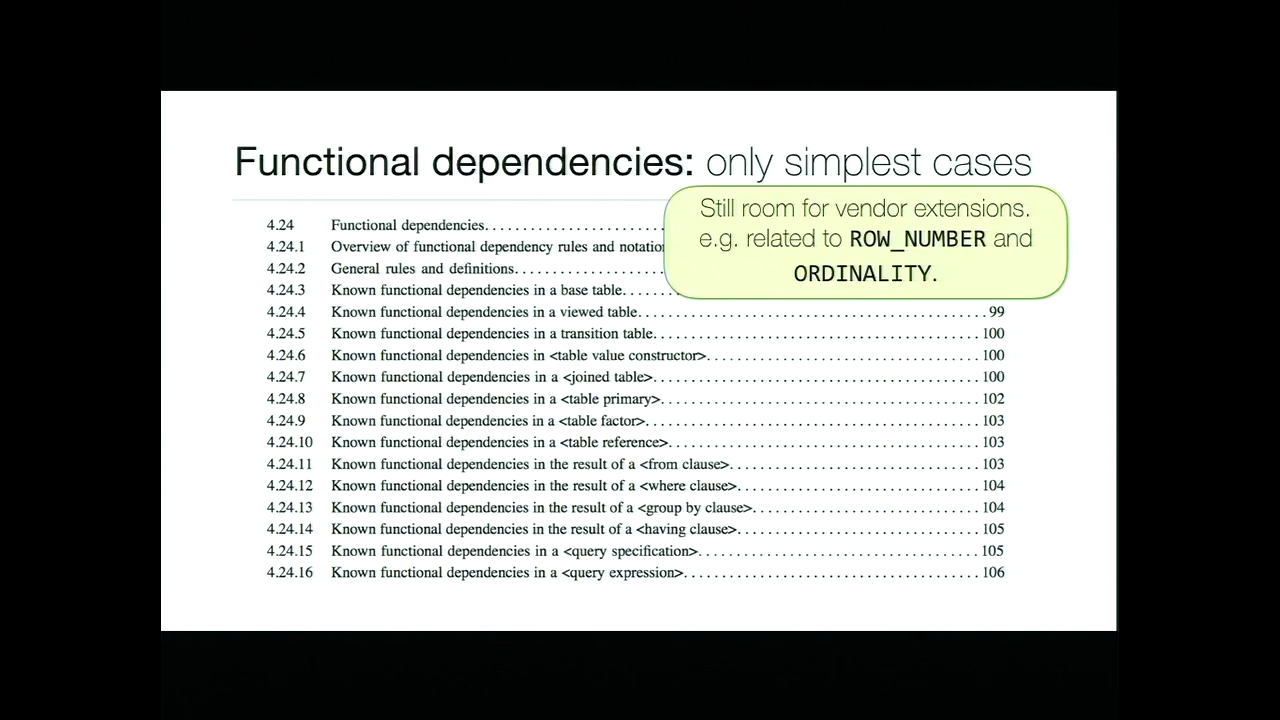 Functional dependencies: only simplest cases
Still room for vendor extensions.
e.g. related to ROW_NUMBER and
ORDINALITY.
4.24 Functional dependencies. . . . . . . . . . . . . . . . . . . . . . .
4.24.1 Overview of functional dependency rules and
4.24.2 General rules and definitions. . . . . . . . . . . . . . . . . . .
4.24.3 Known functional dependencies in a base table. . . . . .
4.24.4 Known functional dependencies in a viewed table. . . . . . . . . . . . . . . . . . . . . . . . . . . . . . . . . . . . . . . . . . . 99
4.24.5 Known functional dependencies in a transition table. . . . . . . . . . . . . . . . . . . . . . . . . . . . . . . . . . . . . . . . 100
4.24.6 Known functional dependencies in <table value constructor>. . . . . . . . . . . . . . . . . . . . . . . . . . . . . . . . . 100
4.24.7 Known functional dependencies in a <joined table>. . . . . . . . . . . . . . . . . . . . . . . . . . . . . . . . . . . . . . . . 100
4.24.8 Known functional dependencies in a <table primary>. . . . . . . . . . . . . . . . . . . . . . . . . . . . . . . . . . . . . . . 102
4.24.9 Known functional dependencies in a <table factor>. . . . . . . . . . . . . . . . . . . . . . . . . . . . . . . . . . . . . . . . . 103
4.24.10 Known functional dependencies in a <table reference>. . . . . . . . . . . . . . . . . . . . . . . . . . . . . . . . . . . . . . 103
4.24.11 Known functional dependencies in the result of a <from clause>. . . . . . . . . . . . . . . . . . . . . . . . . . . . . . 103
4.24.12 Known functional dependencies in the result of a <where clause>. . . . . . . . . . . . . . . . . . . . . . . . . . . . . 104
4.24.13 Known functional dependencies in the result of a <group by clause>. . . . . . . . . . . . . . . . . . . . . . . . . . . 104
4.24.14 Known functional dependencies in the result of a <having clause>. . . . . . . . . . . . . . . . . . . . . . . . . . . . . 105
4.24.15 Known functional dependencies in a <query specification>. . . . . . . . . . . . . . . . . . . . . . . . . . . . . . . . . . 105
4.24.16 Known functional dependencies in a <query expression>. . . . . . . . . . . . . . . . . . . . . . . . . . . . . . . . . . . . 106